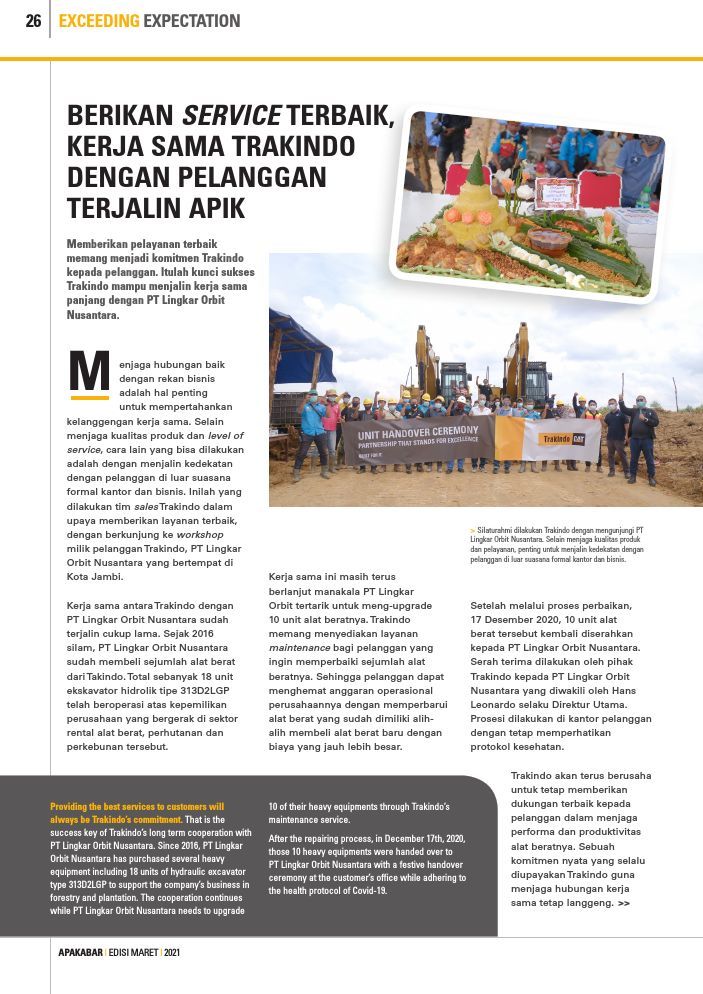 26
EXCEEDING EXPECTATION
BERIKAN SERVICE TERBAIK,
KERJA SAMA TRAKINDO
DENGAN PELANGGAN
TERJALIN APIK
Memberikan pelayanan terbaik
memang menjadi komitmen Trakindo
kepada pelanggan. Itulah kunci sukses
Trakindo mampu menjalin kerja sama
panjang dengan PT Lingkar Orbit
Nusantara.
UNIT HANDOVER CEREMONY
PARTNERSHIP THAT STANDS FOR EXCELLENCE
BUILT FOR IT
Trakindo CAT
Menjaga hubungan baik
dengan rekan bisnis
adalah hal penting
untuk mempertahankan
kelanggengan kerja sama. Selain
menjaga kualitas produk dan level of
service, cara lain yang bisa dilakukan
adalah dengan menjalin kedekatan
dengan pelanggan di luar suasana
formal kantor dan bisnis. Inilah yang
dilakukan tim sales Trakindo dalam
upaya memberikan layanan terbaik,
dengan berkunjung ke workshop
milik pelanggan Trakindo, PT Lingkar
Orbit Nusantara yang bertempat di
Kota Jambi.
Kerja sama antara Trakindo dengan
PT Lingkar Orbit Nusantara sudah
terjalin cukup lama. Sejak 2016
silam, PT Lingkar Orbit Nusantara
sudah membeli sejumlah alat berat
dari Takindo. Total sebanyak 18 unit
ekskavator hidrolik tipe 313D2LGP
telah beroperasi atas kepemilikan
perusahaan yang bergerak di sektor
rental alat berat, perhutanan dan
perkebunan tersebut.
Kerja sama ini masih terus
berlanjut manakala PT Lingkar
Orbit tertarik untuk meng-upgrade
10 unit alat beratnya. Trakindo
memang menyediakan layanan
maintenance bagi pelanggan yang
ingin memperbaiki sejumlah alat
beratnya. Sehingga pelanggan dapat
menghemat anggaran operasional
perusahaannya dengan memperbarui
alat berat yang sudah dimiliki alih-
alih membeli alat berat baru dengan
biaya yang jauh lebih besar.
> Silaturahmi dilakukan Trakindo dengan mengunjungi PT
Lingkar Orbit Nusantara. Selain menjaga kualitas produk
dan pelayanan, penting untuk menjalin kedekatan dengan
pelanggan di luar suasana formal kantor dan bisnis.
Setelah melalui proses perbaikan,
17 Desember 2020, 10 unit alat
berat tersebut kembali diserahkan
kepada PT Lingkar Orbit Nusantara.
Serah terima dilakukan oleh pihak
Trakindo kepada PT Lingkar Orbit
Nusantara yang diwakili oleh Hans
Leonardo selaku Direktur Utama.
Prosesi dilakukan di kantor pelanggan
dengan tetap memperhatikan
protokol kesehatan.
Trakindo akan terus berusaha
untuk tetap memberikan
dukungan terbaik kepada
pelanggan dalam menjaga
performa dan produktivitas
alat beratnya. Sebuah
komitmen nyata yang selalu
diupayakan Trakindo guna
menjaga hubungan kerja
sama tetap langgeng. >>
Providing the best services to customers will
always be Trakindo's commitment. That is the
success key of Trakindo's long term cooperation with
PT Lingkar Orbit Nusantara. Since 2016, PT Lingkar
Orbit Nusantara has purchased several heavy
equipment including 18 units of hydraulic excavator
type 313D2LGP to support the company's business in
forestry and plantation. The cooperation continues
while PT Lingkar Orbit Nusantara needs to upgrade
10 of their heavy equipments through Trakindo's
maintenance service.
After the repairing process, in December 17th, 2020,
those 10 heavy equipments were handed over to
PT Lingkar Orbit Nusantara with a festive handover
ceremony at the customer's office while adhering to
the health protocol of Covid-19.
APAKABAR | EDISI MARET | 2021